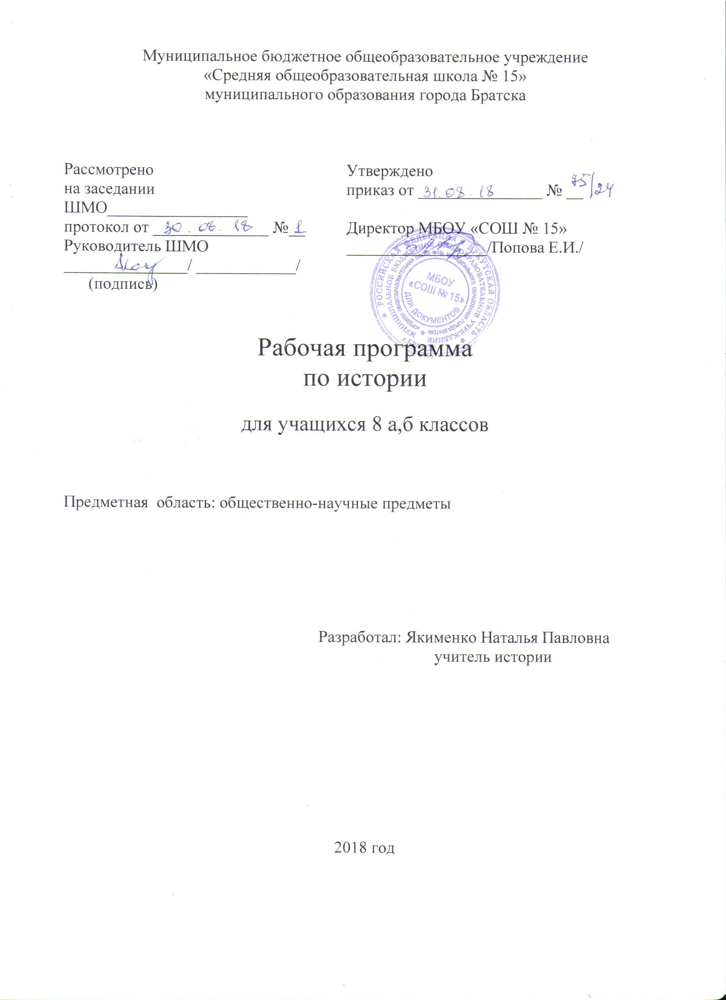 Муниципальное бюджетное общеобразовательное учреждение
«Средняя общеобразовательная школа № 15»
муниципального образования города Братска
Рассмотрено
на заседании
ШМО_________________
протокол от 30.08.18 № 1
Руководитель ШМО
_______________/ ____________/
(подпись)
Утверждено
приказ от 31.08.18 № 75/24
Директор МБОУ «СОШ № 15»
_________________/Попова Е.И./
РОССИЙСКАЯ ФЕДЕРАЦИЯ * ИРКУТСКАЯ ОБЛАСТЬ *
г. БРАТСК
МУНИЦИПАЛЬНОЕ БЮДЖЕТНОЕ ОБЩЕОБРАЗОВАТЕЛЬНОЕ УЧРЕЖДЕНИЕ *
«СРЕДНЯЯ ОБЩЕОБРАЗОВАТЕЛЬНАЯ ШКОЛА №15» МУНИЦИПАЛЬНОГО ОБРАЗОВАНИЯ ГОРОДА БРАТСКА
МБОУ
«СОШ № 15»
ДЛЯ ДОКУМЕНТОВ
Рабочая программа
по истории
для учащихся 8 а,б классов
Предметная область: общественно-научные предметы
Разработал: Якименко Наталья Павловна
учитель истории
2018 год